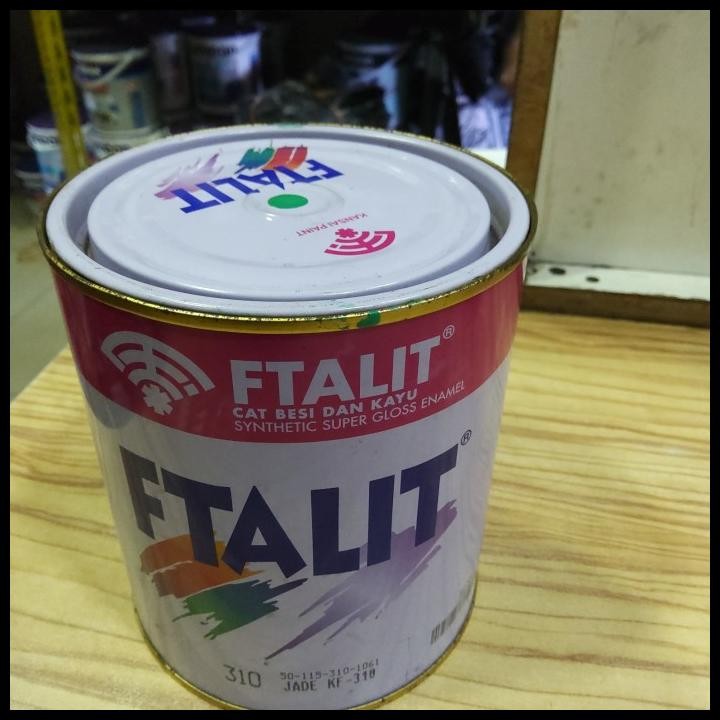 FTALIT
KANSAI PAINT
FTALIT®
CAT BESI DAN KAYU
SYNTHETIC SUPER GLOSS ENAMEL
FTALIT®
310
50-115-310-1061
JADE KF-310